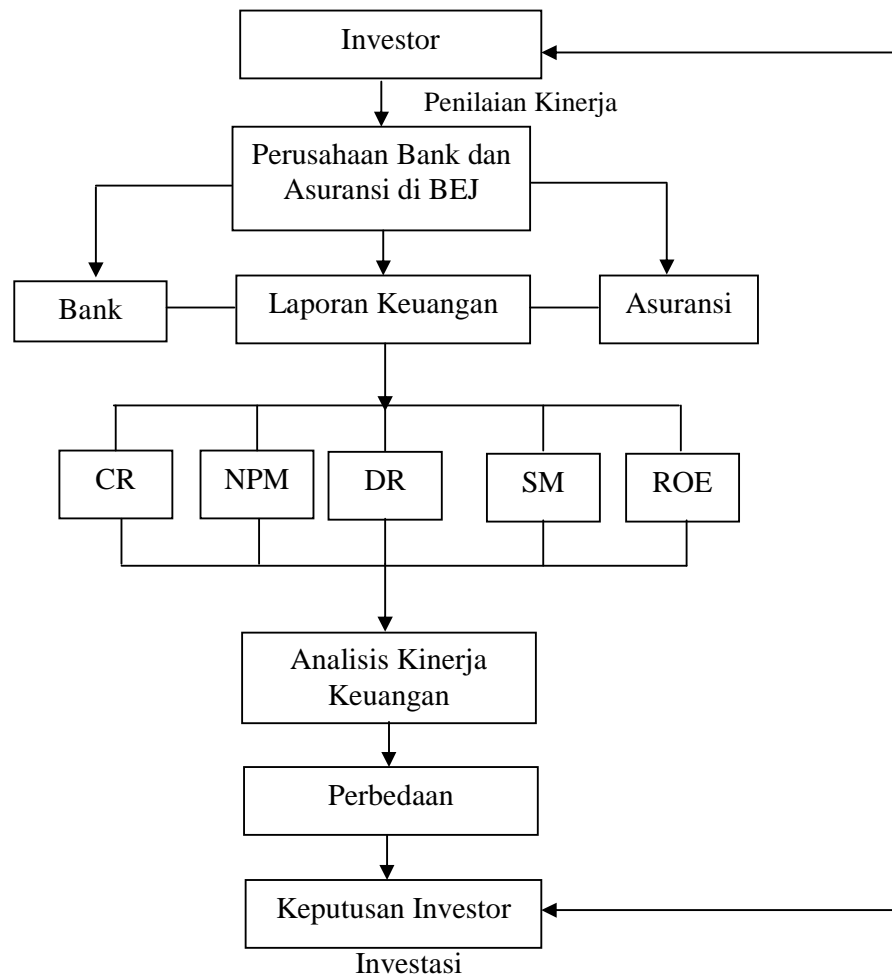 Investor
Penilaian Kinerja
Perusahaan Bank dan
Asuransi di BEJ
Bank
Laporan Keuangan
Asuransi
CR
NPM
DR
SM
ROE
Analisis Kinerja
Keuangan
Perbedaan
Keputusan Investor
Investasi